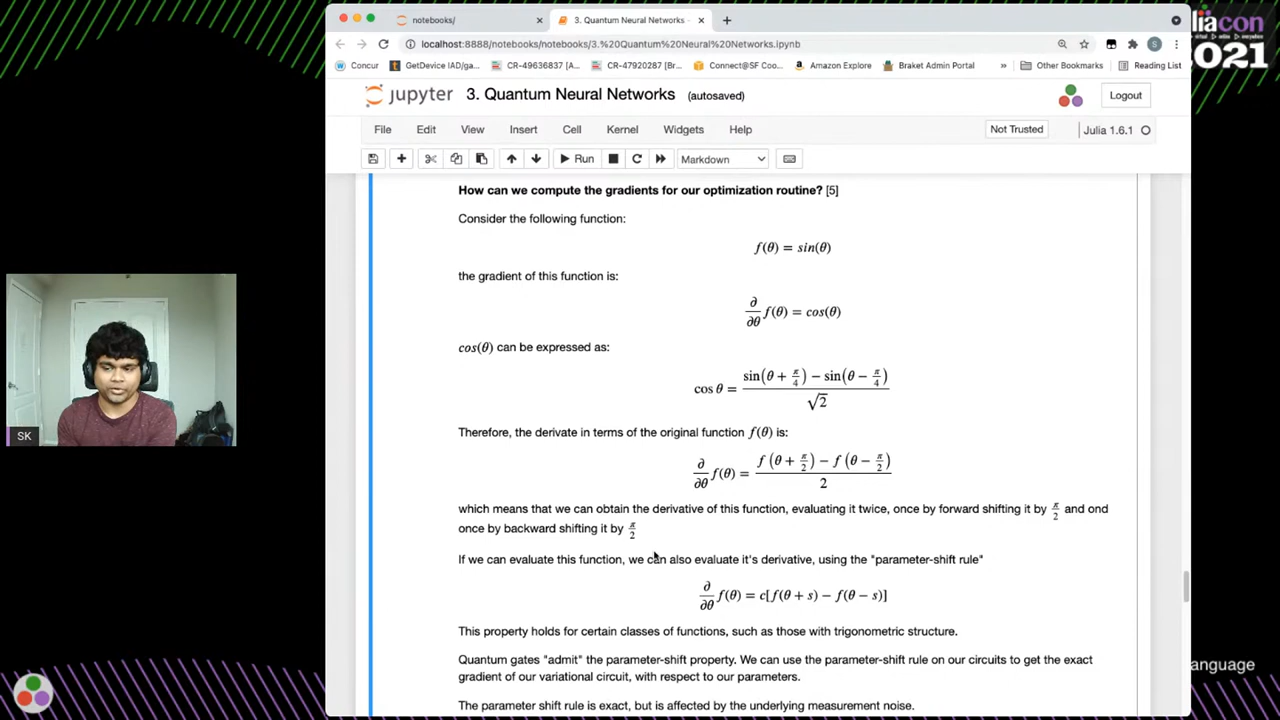 notebooks/
3. Quantum Neural Networks -
localhost:8888/notebooks/notebooks/3.%20Quantum%20Neural%20Networks.ipynb
Concur
GetDevice IAD/ga...
CR-49636837 [A...
CR-47920287 [Br...
Connect@SF Coo...
Amazon Explore
Braket Admin Portal
»
Other Bookmarks
Reading List
S
liacon
2021
jupyter
3. Quantum Neural Networks (autosaved)
Logout
File Edit View Insert Cell Kernel Widgets Help
Not Trusted
Julia 1.6.1
Run
Markdown
How can we compute the gradients for our optimization routine? [5]
Consider the following function:
f(θ) = sin(θ)
the gradient of this function is:
∂/∂θ f(θ) = cos(θ)
cos(θ) can be expressed as:
cos θ = (sin(θ + π/4) − sin(θ − π/4)) / √2
Therefore, the derivate in terms of the original function f(θ) is:
∂/∂θ f(θ) = (f(θ + π/2) − f(θ − π/2)) / 2
which means that we can obtain the derivative of this function, evaluating it twice, once by forward shifting it by π/2 and ond
once by backward shifting it by π/2
If we can evaluate this function, we can also evaluate it's derivative, using the "parameter-shift rule"
∂/∂θ f(θ) = c[f(θ + s) − f(θ − s)]
This property holds for certain classes of functions, such as those with trigonometric structure.
Quantum gates "admit" the parameter-shift property. We can use the parameter-shift rule on our circuits to get the exact
gradient of our variational circuit, with respect to our parameters.
The parameter shift rule is exact, but is affected by the underlying measurement noise.
SK
anguage